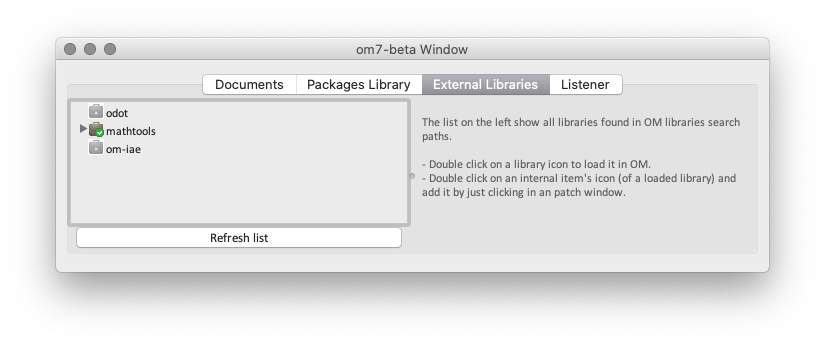 om7-beta Window
Documents
Packages Library
External Libraries
Listener
odot
mathtools
om-iae
Refresh list
The list on the left show all libraries found in OM libraries search
paths.
- Double click on a library icon to load it in OM.
- Double click on an internal item's icon (of a loaded library) and
add it by just clicking in an patch window.